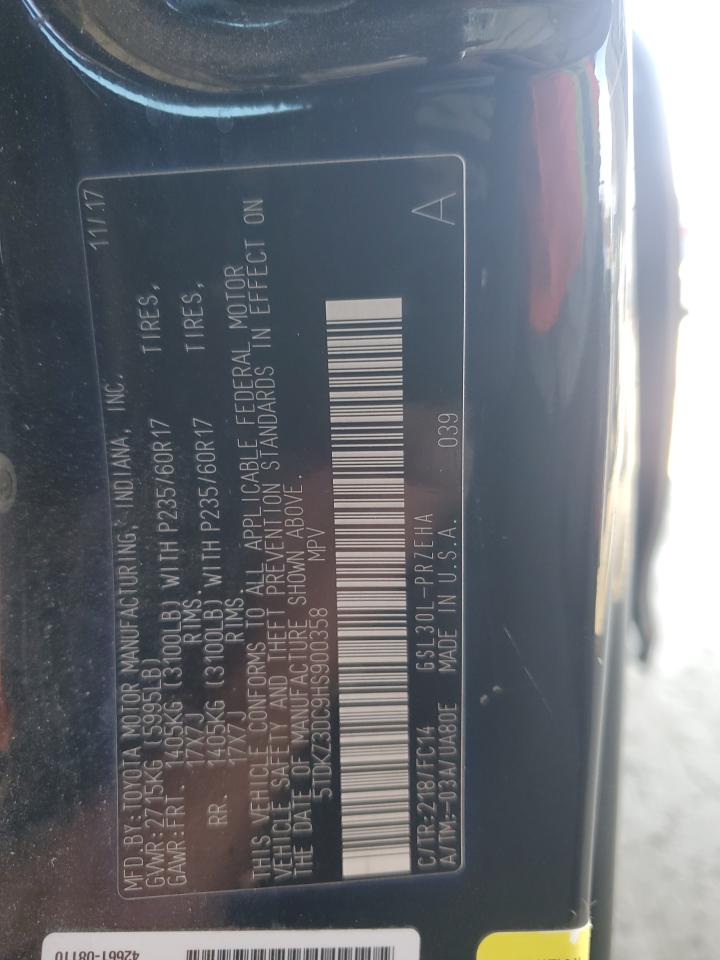 MFD. BY: TOYOTA MOTOR MANUFACTURING, INDIANA, INC. 11/17
GVWR: 2715KG (5995LB)
GAWR: FRT. 1405KG (3100LB) WITH P235/60R17 TIRES,
17X7J RIMS.
RR. 1405KG (3100LB) WITH P235/60R17 TIRES,
17X7J RIMS.
THIS VEHICLE CONFORMS TO ALL APPLICABLE FEDERAL MOTOR
VEHICLE SAFETY AND THEFT PREVENTION STANDARDS IN EFFECT ON
THE DATE OF MANUFACTURE SHOWN ABOVE.
5TDKZ3DC9HS900358 MPV
C/TR: 218/FC14 GSL30L-PRZEHA
A/TM: -03A/UA80E MADE IN U.S.A. 039 A
42661-08110